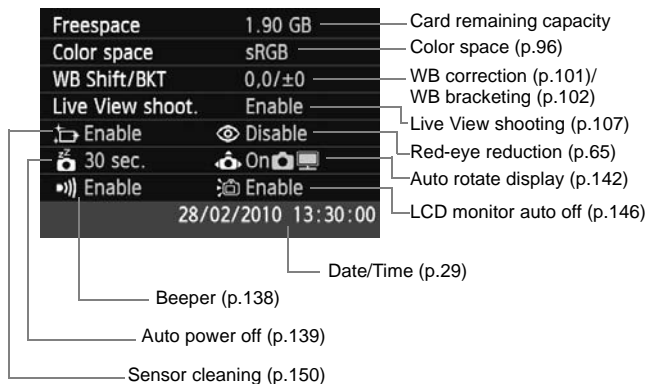 Freespace 1.90 GB
Color space sRGB
WB Shift/BKT 0,0/±0
Live View shoot. Enable
Enable Disable
30 sec. On
Enable Enable
28/02/2010 13:30:00
Card remaining capacity
Color space (p.96)
WB correction (p.101)/
WB bracketing (p.102)
Live View shooting (p.107)
Red-eye reduction (p.65)
Auto rotate display (p.142)
LCD monitor auto off (p.146)
Date/Time (p.29)
Beeper (p.138)
Auto power off (p.139)
Sensor cleaning (p.150)